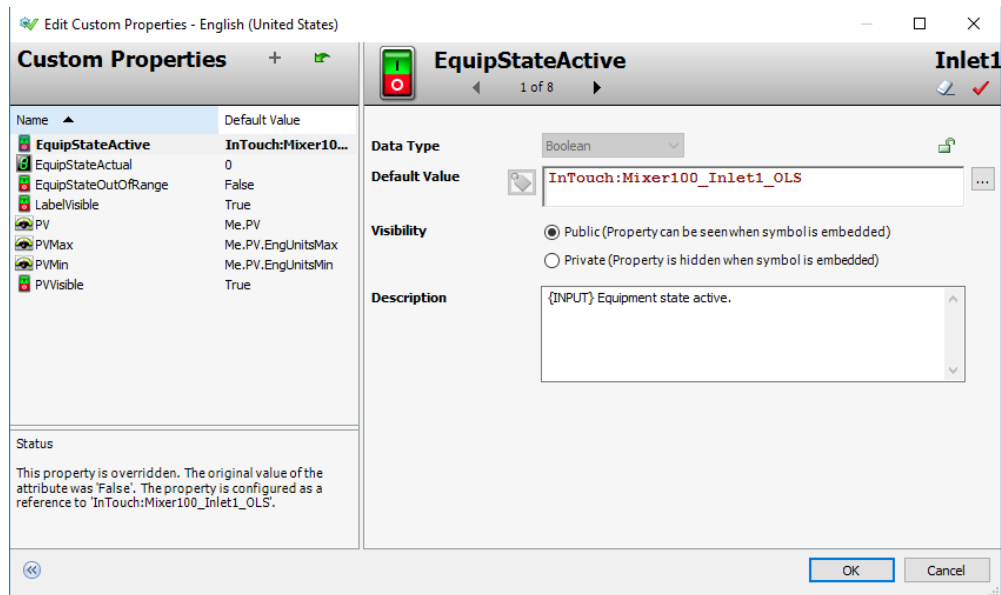 Edit Custom Properties - English (United States)
Custom Properties
EquipStateActive
Inlet1
1 of 8
Name Default Value
EquipStateActive InTouch:Mixer10...
EquipStateActual 0
EquipStateOutOfRange False
LabelVisible True
PV Me.PV
PVMax Me.PV.EngUnitsMax
PVMin Me.PV.EngUnitsMin
PVVisible True
Data Type Boolean
Default Value InTouch:Mixer100_Inlet1_OLS ...
Visibility Public (Property can be seen when symbol is embedded)
Private (Property is hidden when symbol is embedded)
Description {INPUT} Equipment state active.
Status
This property is overridden. The original value of the
attribute was 'False'. The property is configured as a
reference to 'InTouch:Mixer100_Inlet1_OLS'.
OK Cancel